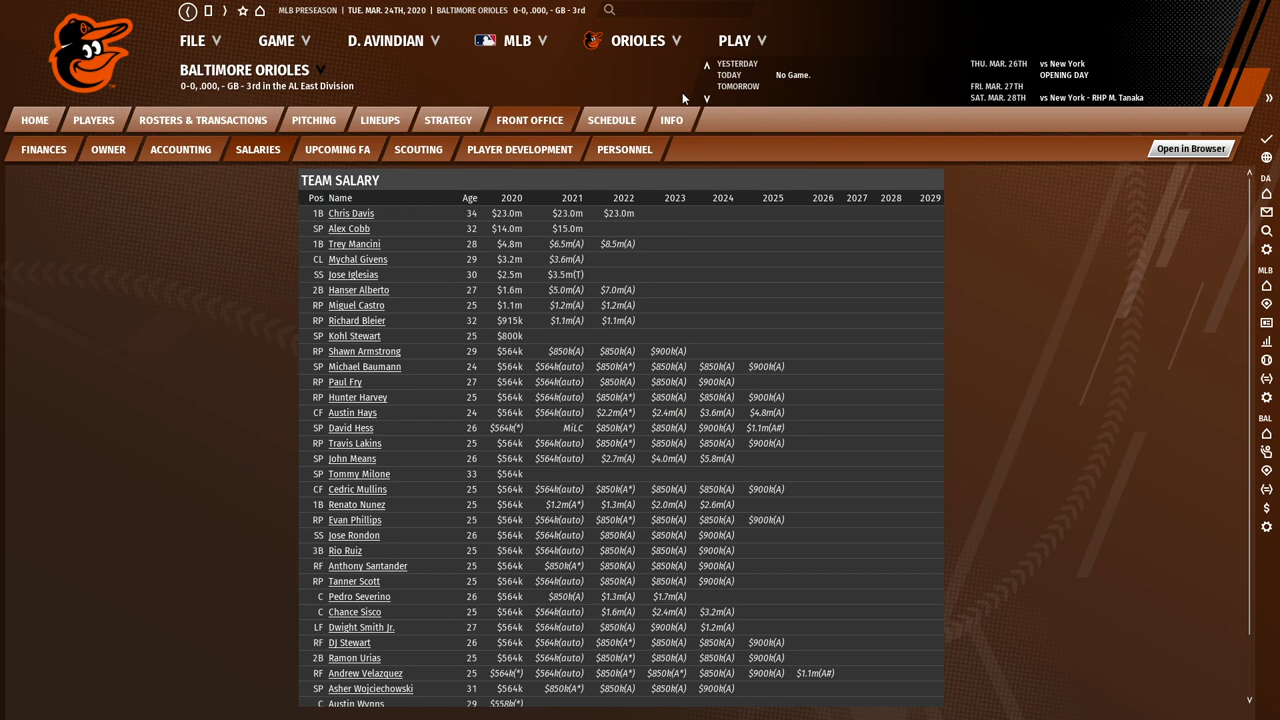 MLB PRESEASON | TUE. MAR. 24TH, 2020 | BALTIMORE ORIOLES 0-0, .000, - GB - 3rd
FILE GAME D. AVINDIAN MLB ORIOLES PLAY
BALTIMORE ORIOLES
0-0, .000, - GB - 3rd in the AL East Division
YESTERDAY
TODAY No Game.
TOMORROW
THU. MAR. 26TH vs New York
OPENING DAY
FRI. MAR. 27TH
SAT. MAR. 28TH vs New York - RHP M. Tanaka
HOME PLAYERS ROSTERS & TRANSACTIONS PITCHING LINEUPS STRATEGY FRONT OFFICE SCHEDULE INFO
FINANCES OWNER ACCOUNTING SALARIES UPCOMING FA SCOUTING PLAYER DEVELOPMENT PERSONNEL Open in Browser
TEAM SALARY
Pos Name Age 2020 2021 2022 2023 2024 2025 2026 2027 2028 2029
1B Chris Davis 34 $23.0m $23.0m $23.0m
SP Alex Cobb 32 $14.0m $15.0m
1B Trey Mancini 28 $4.8m $6.5m(A) $8.5m(A)
CL Mychal Givens 29 $3.2m $3.6m(A)
SS Jose Iglesias 30 $2.5m $3.5m(T)
2B Hanser Alberto 27 $1.6m $5.0m(A) $7.0m(A)
RP Miguel Castro 25 $1.1m $1.2m(A) $1.2m(A)
RP Richard Bleier 32 $915k $1.1m(A) $1.1m(A)
SP Kohl Stewart 25 $800k
RP Shawn Armstrong 29 $564k $850k(A) $850k(A) $900k(A)
SP Michael Baumann 24 $564k $564k(auto) $850k(A*) $850k(A) $850k(A) $900k(A)
RP Paul Fry 27 $564k $564k(auto) $850k(A) $850k(A) $900k(A)
RP Hunter Harvey 25 $564k $564k(auto) $850k(A*) $850k(A) $850k(A) $900k(A)
CF Austin Hays 24 $564k $564k(auto) $2.2m(A*) $2.4m(A) $3.6m(A) $4.8m(A)
SP David Hess 26 $564k(*) MiLC $850k(A*) $850k(A) $900k(A) $1.1m(A#)
RP Travis Lakins 25 $564k $564k(auto) $850k(A*) $850k(A) $850k(A) $900k(A)
SP John Means 26 $564k $564k(auto) $2.7m(A) $4.0m(A) $5.8m(A)
SP Tommy Milone 33 $564k
CF Cedric Mullins 25 $564k $564k(auto) $850k(A*) $850k(A) $850k(A) $900k(A)
1B Renato Nunez 25 $564k $1.2m(A*) $1.3m(A) $2.0m(A) $2.6m(A)
RP Evan Phillips 25 $564k $564k(auto) $850k(A*) $850k(A) $850k(A) $900k(A)
SS Jose Rondon 26 $564k $564k(auto) $850k(A) $850k(A) $900k(A)
3B Rio Ruiz 25 $564k $564k(auto) $850k(A) $850k(A) $900k(A)
RF Anthony Santander 25 $564k $850k(A*) $850k(A) $850k(A) $900k(A)
RP Tanner Scott 25 $564k $564k(auto) $850k(A) $850k(A) $900k(A)
C Pedro Severino 26 $564k $850k(A) $1.3m(A) $1.7m(A)
C Chance Sisco 25 $564k $564k(auto) $1.6m(A) $2.4m(A) $3.2m(A)
LF Dwight Smith Jr. 27 $564k $564k(auto) $850k(A) $900k(A) $1.2m(A)
RF DJ Stewart 26 $564k $564k(auto) $850k(A*) $850k(A) $850k(A) $900k(A)
2B Ramon Urias 25 $564k $564k(auto) $850k(A*) $850k(A) $850k(A) $900k(A)
RF Andrew Velazquez 25 $564k(*) $564k(auto) $850k(A*) $850k(A*) $850k(A) $900k(A) $1.1m(A#)
SP Asher Wojciechowski 31 $564k $850k(A*) $850k(A) $850k(A) $900k(A)
C Austin Wynns 29 $558k(*)
DA
MLB
BAL